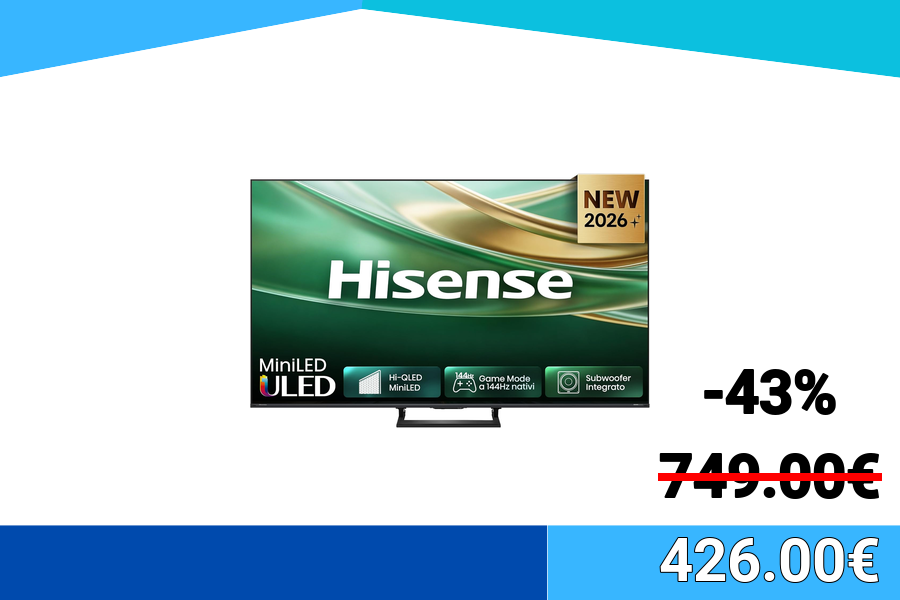 NEW
2026
Hisense
MiniLED
ULED
Hi-QLED
MiniLED
144Hz
Game Mode
a 144Hz nativi
Subwoofer
Integrato
-43%
749.00€
426.00€